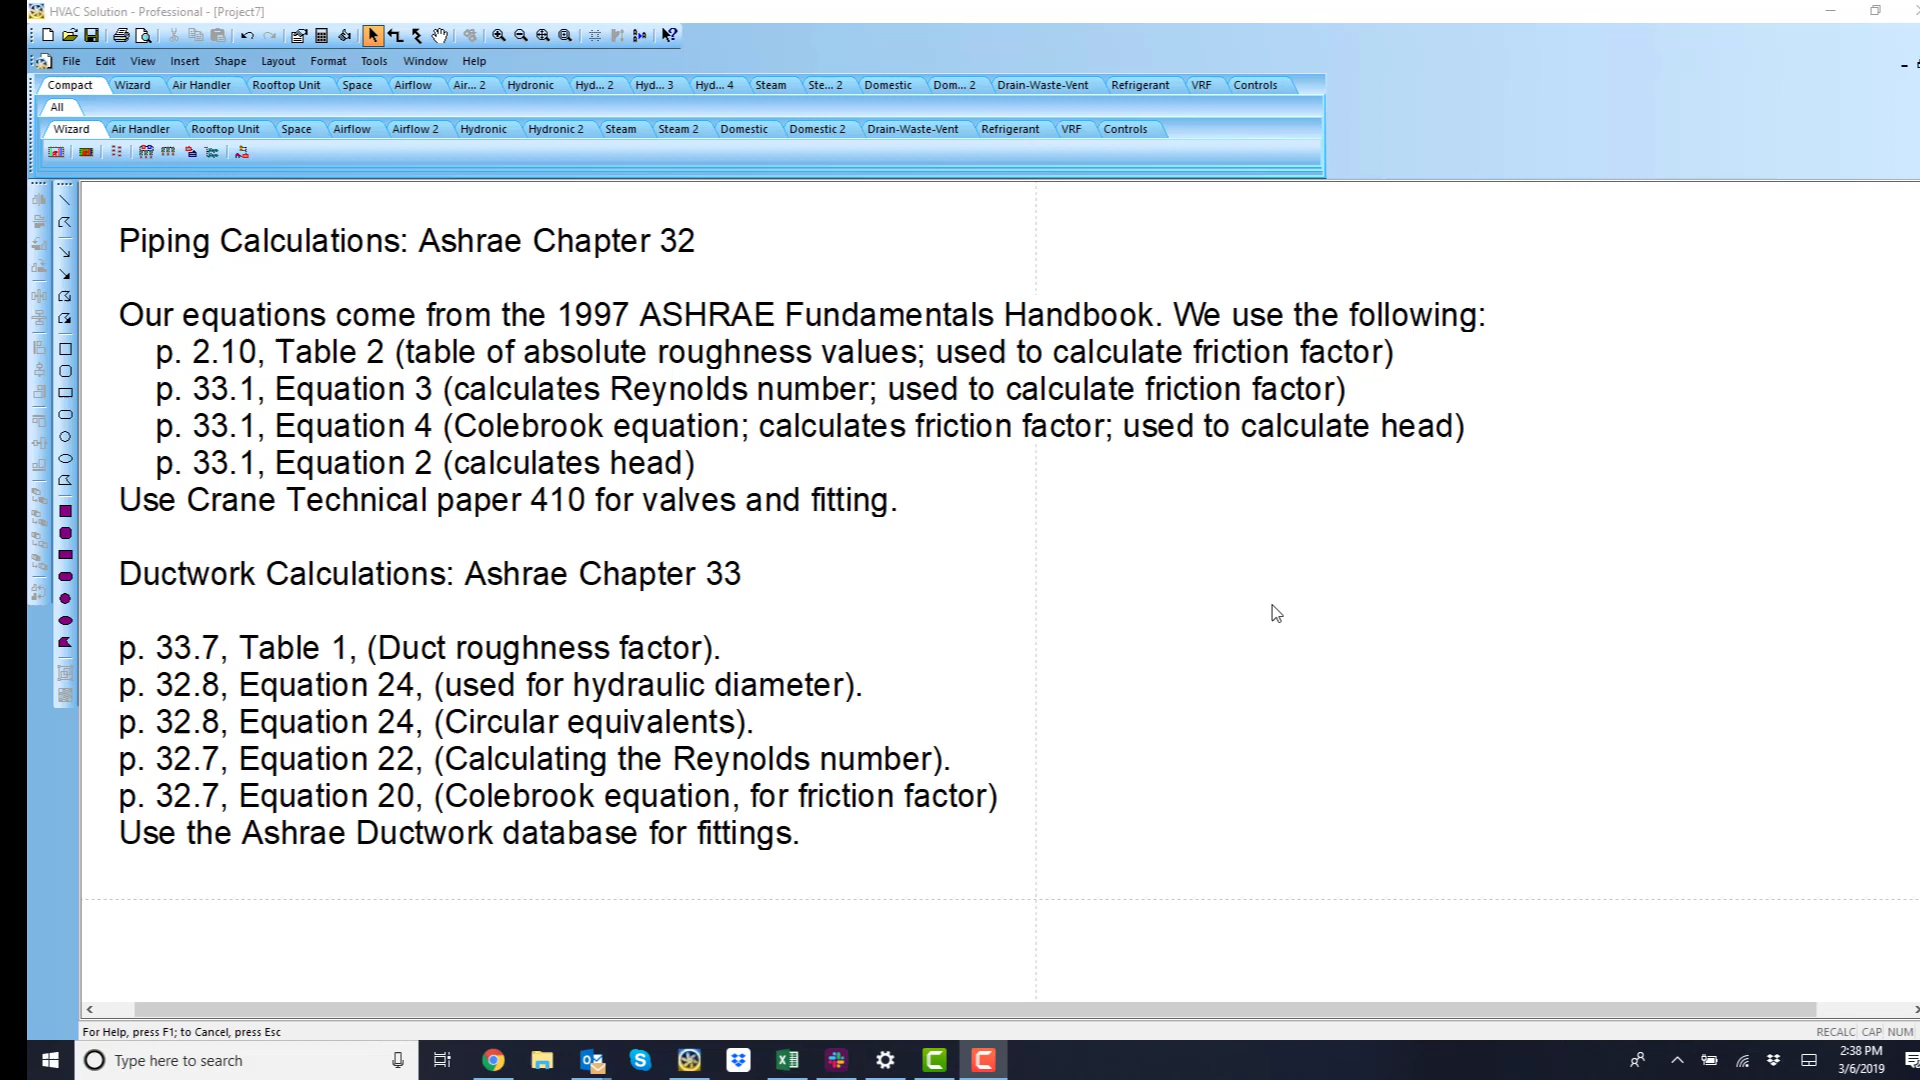 HVAC Solution - Professional - [Project7]
File Edit View Insert Shape Layout Format Tools Window Help
Compact Wizard Air Handler Rooftop Unit Space Airflow Air... 2 Hydronic Hyd... 2 Hyd... 3 Hyd... 4 Steam Ste... 2 Domestic Dom... 2 Drain-Waste-Vent Refrigerant VRF Controls
All
Wizard Air Handler Rooftop Unit Space Airflow Airflow 2 Hydronic Hydronic 2 Steam Steam 2 Domestic Domestic 2 Drain-Waste-Vent Refrigerant VRF Controls
Piping Calculations: Ashrae Chapter 32
Our equations come from the 1997 ASHRAE Fundamentals Handbook. We use the following:
p. 2.10, Table 2 (table of absolute roughness values; used to calculate friction factor)
p. 33.1, Equation 3 (calculates Reynolds number; used to calculate friction factor)
p. 33.1, Equation 4 (Colebrook equation; calculates friction factor; used to calculate head)
p. 33.1, Equation 2 (calculates head)
Use Crane Technical paper 410 for valves and fitting.
Ductwork Calculations: Ashrae Chapter 33
p. 33.7, Table 1, (Duct roughness factor).
p. 32.8, Equation 24, (used for hydraulic diameter).
p. 32.8, Equation 24, (Circular equivalents).
p. 32.7, Equation 22, (Calculating the Reynolds number).
p. 32.7, Equation 20, (Colebrook equation, for friction factor)
Use the Ashrae Ductwork database for fittings.
For Help, press F1; to Cancel, press Esc
RECALC CAP NUM
Type here to search
2:38 PM
3/6/2019